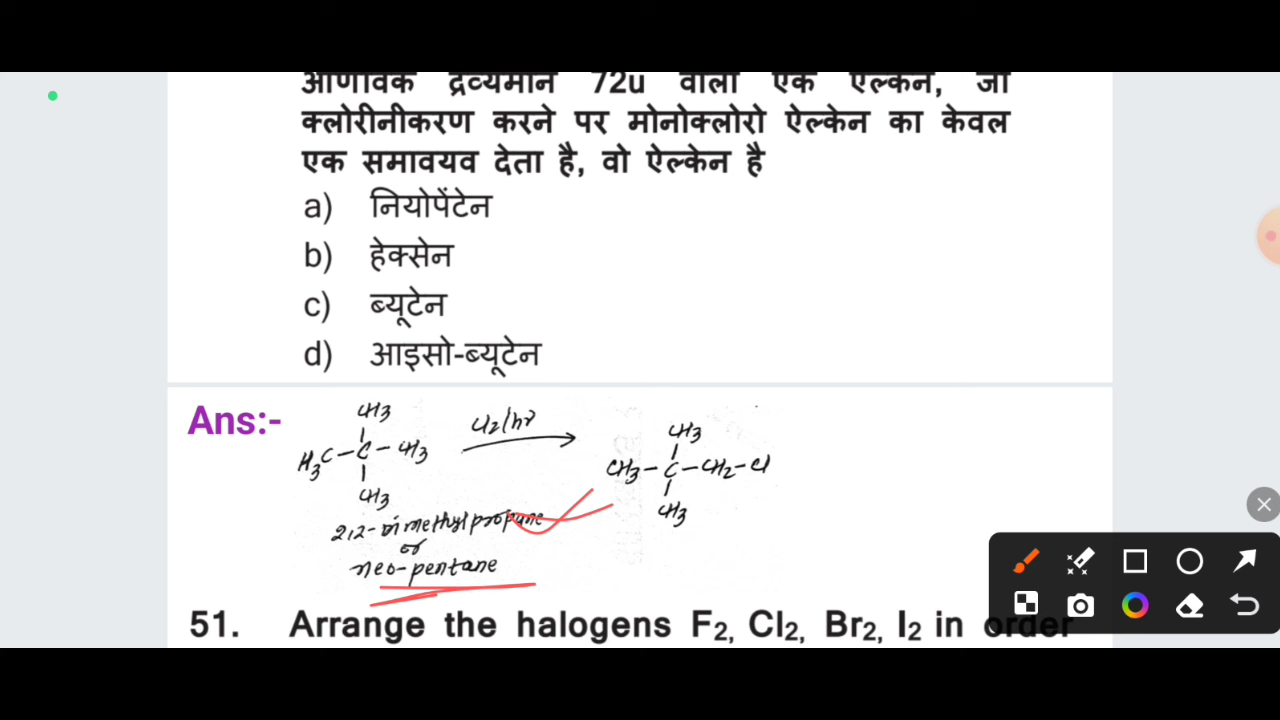 आणविक द्रव्यमान 72u वाला एक ऐल्केन, जो
क्लोरीनीकरण करने पर मोनोक्लोरो ऐल्केन का केवल
एक समावयव देता है, वो ऐल्केन है
a) नियोपेंटेन
b) हेक्सेन
c) ब्यूटेन
d) आइसो-ब्यूटेन
Ans:-
CH3
H3C-C-CH3
CH3
Cl2/hν
CH3
CH3-C-CH2-Cl
CH3
2,2-Dimethylpropane
or
neo-pentane
51. Arrange the halogens F2, Cl2, Br2, I2 in order